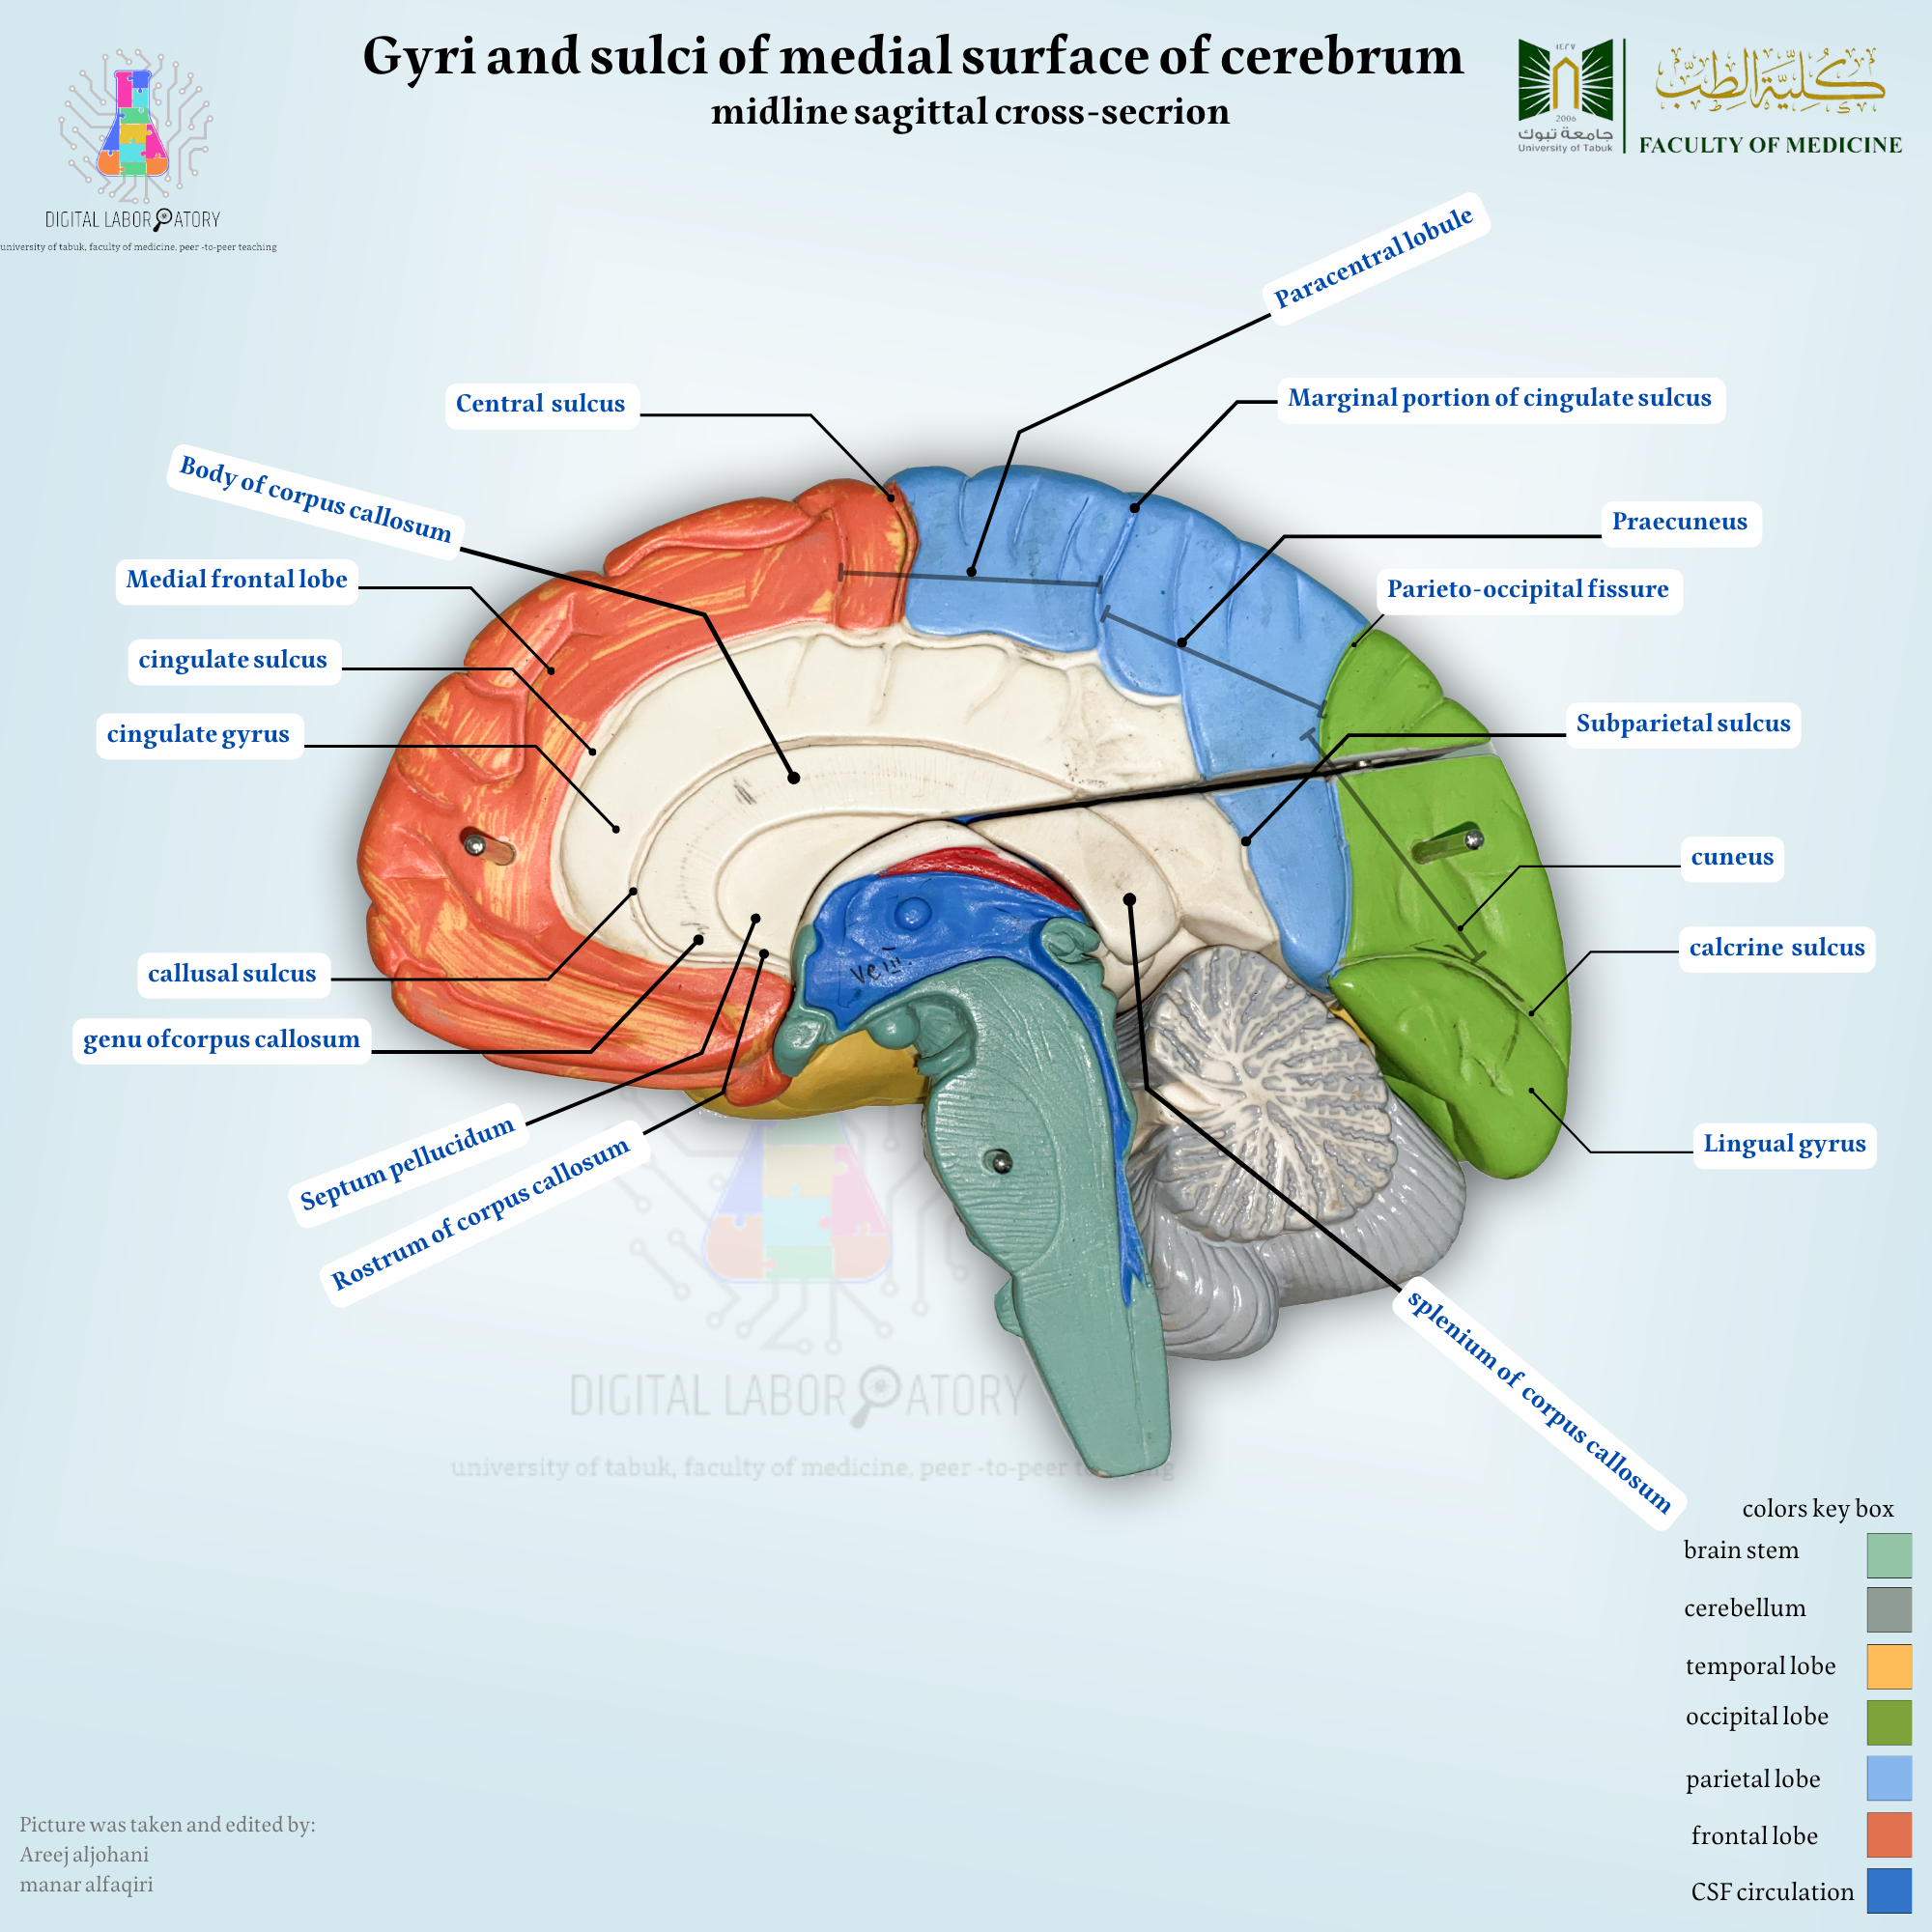 Gyri and sulci of medial surface of cerebrum
midline sagittal cross-secrion
DIGITAL LABORATORY
university of tabuk, faculty of medicine, peer -to-peer teaching
١٤٢٧
2006
جامعة تبوك
University of Tabuk
كلية الطب
FACULTY OF MEDICINE
Paracentral lobule
Central sulcus
Marginal portion of cingulate sulcus
Body of corpus callosum
Praecuneus
Medial frontal lobe
Parieto-occipital fissure
cingulate sulcus
cingulate gyrus
Subparietal sulcus
cuneus
callusal sulcus
calcrine sulcus
genu ofcorpus callosum
Septum pellucidum
Rostrum of corpus callosum
Lingual gyrus
splenium of corpus callosum
DIGITAL LABORATORY
university of tabuk, faculty of medicine, peer -to-peer
colors key box
brain stem
cerebellum
temporal lobe
occipital lobe
parietal lobe
frontal lobe
CSF circulation
Picture was taken and edited by:
Areej aljohani
manar alfaqiri